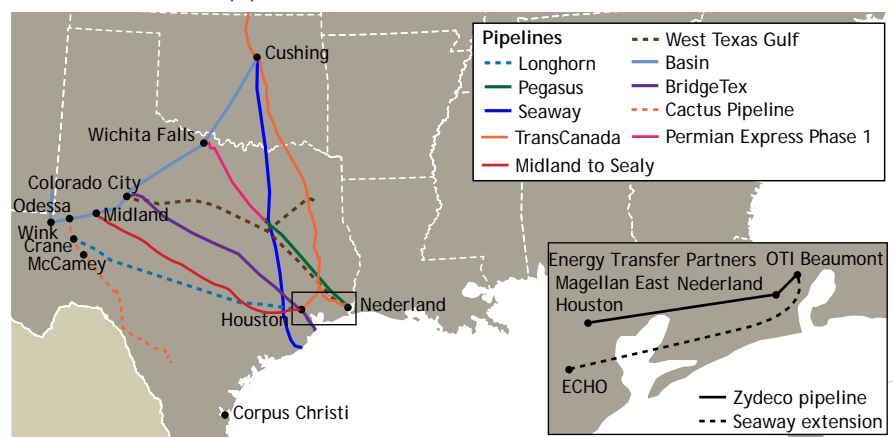 Pipelines
Longhorn
Pegasus
Seaway
TransCanada
Midland to Sealy
West Texas Gulf
Basin
BridgeTex
Cactus Pipeline
Permian Express Phase 1
Cushing
Wichita Falls
Colorado City
Odessa
Midland
Wink
Crane
McCamey
Houston
Nederland
Corpus Christi
Energy Transfer Partners OTI Beaumont
Magellan East Nederland
Houston
ECHO
Zydeco pipeline
Seaway extension